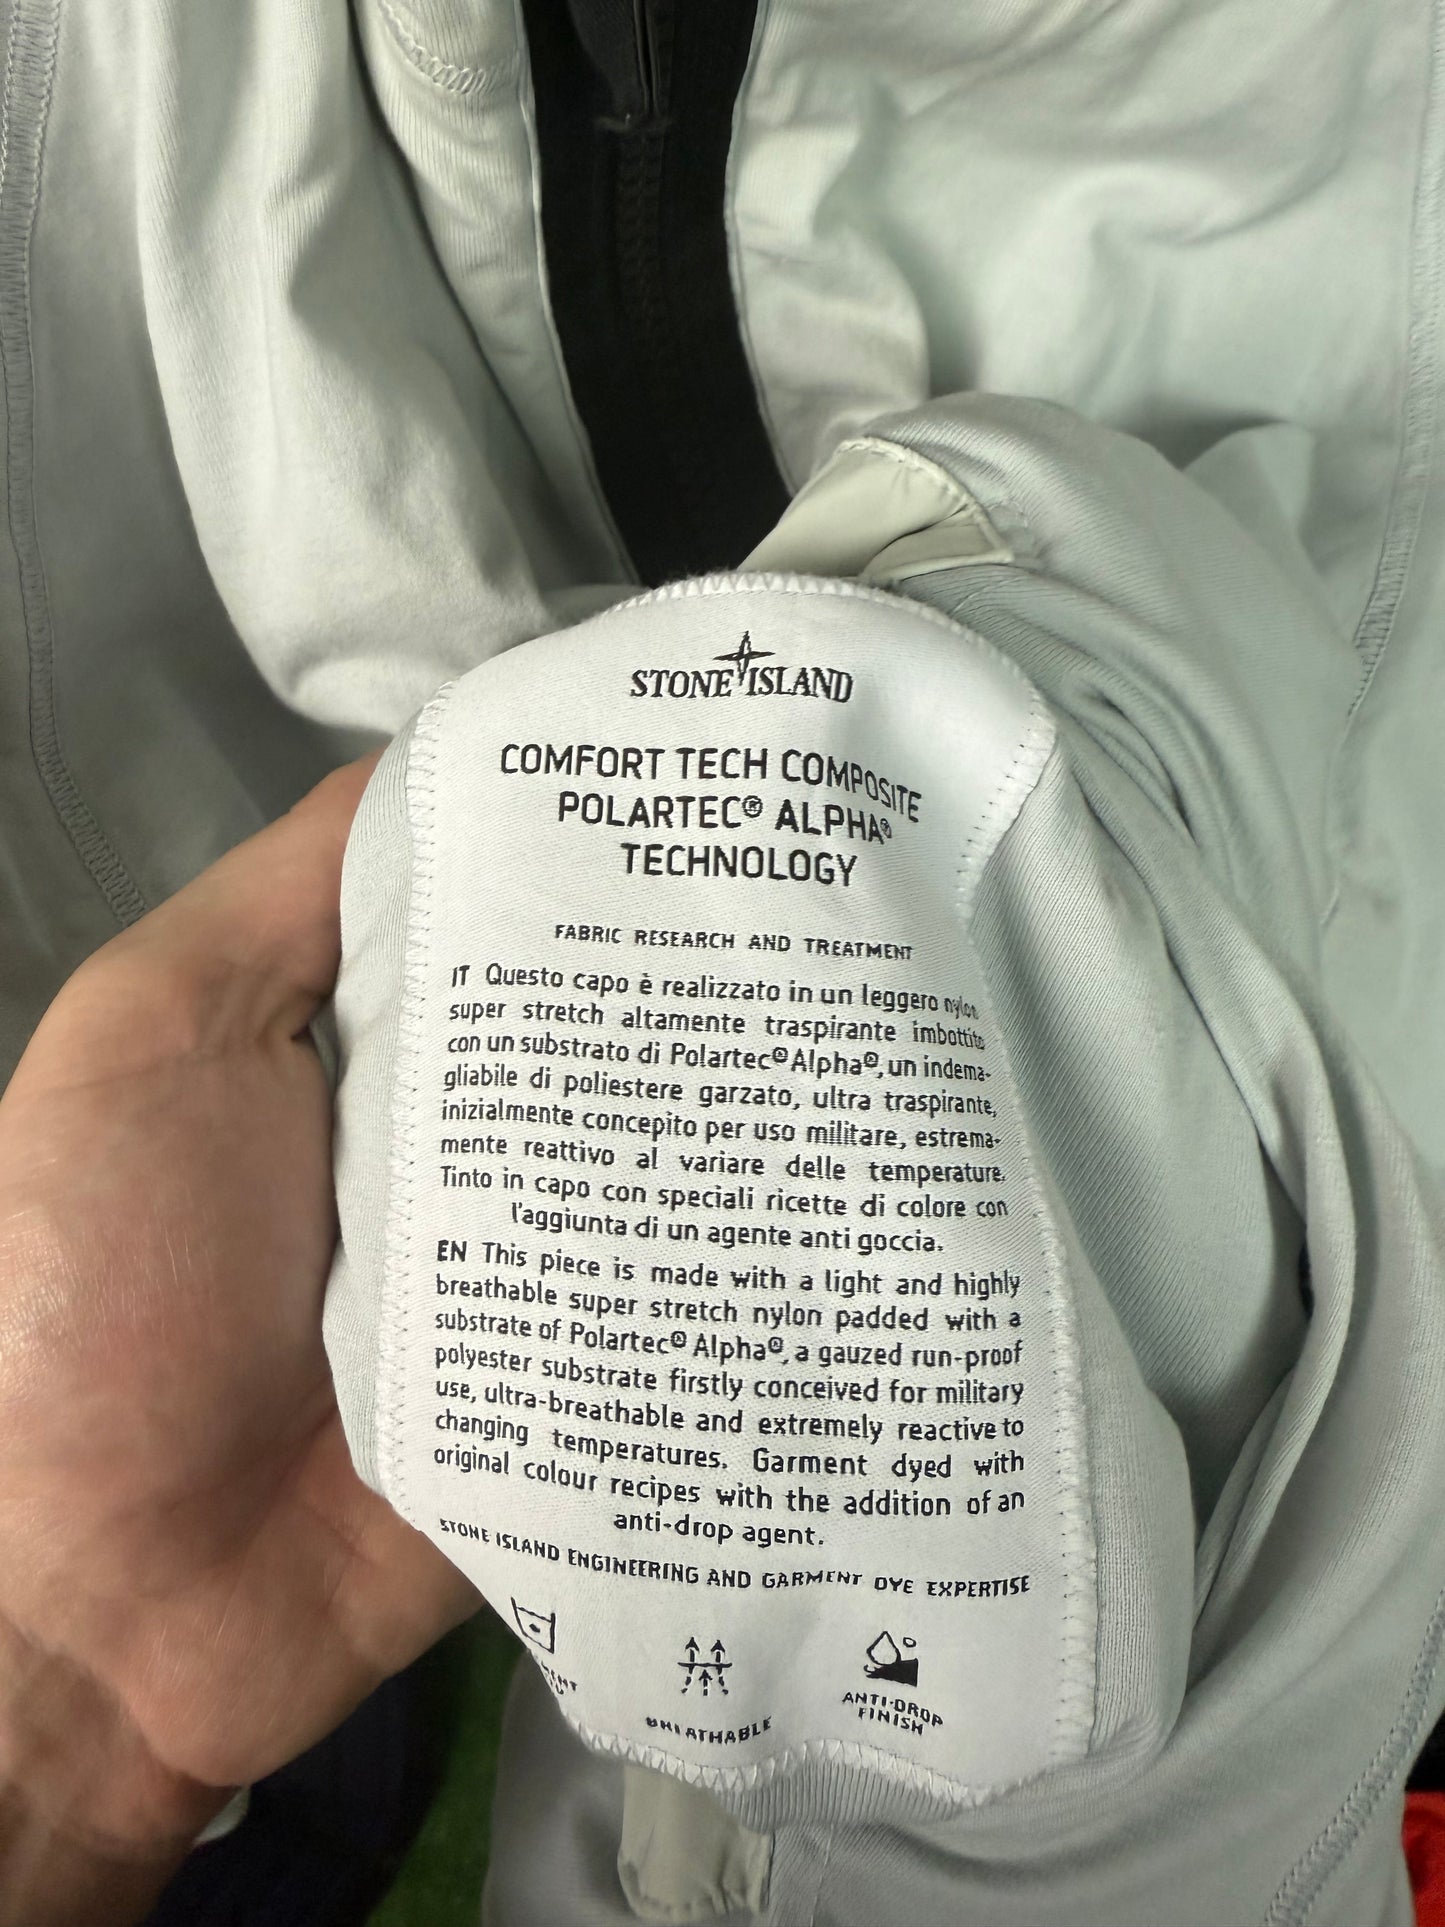 STONE ISLAND
COMFORT TECH COMPOSITE
POLARTEC® ALPHA®
TECHNOLOGY
FABRIC RESEARCH AND TREATMENT
IT Questo capo è realizzato in un leggero nylon
super stretch altamente traspirante imbottito
con un substrato di Polartec® Alpha®, un indema-
gliabile di poliestere garzato, ultra traspirante,
inizialmente concepito per uso militare, estrema-
mente reattivo al variare delle temperature.
Tinto in capo con speciali ricette di colore con
l'aggiunta di un agente anti goccia.
EN This piece is made with a light and highly
breathable super stretch nylon padded with a
substrate of Polartec® Alpha®, a gauzed run-proof
polyester substrate firstly conceived for military
use, ultra-breathable and extremely reactive to
changing temperatures. Garment dyed with
original colour recipes with the addition of an
anti-drop agent.
STONE ISLAND ENGINEERING AND GARMENT DYE EXPERTISE
BREATHABLE
ANTI-DROP
FINISH